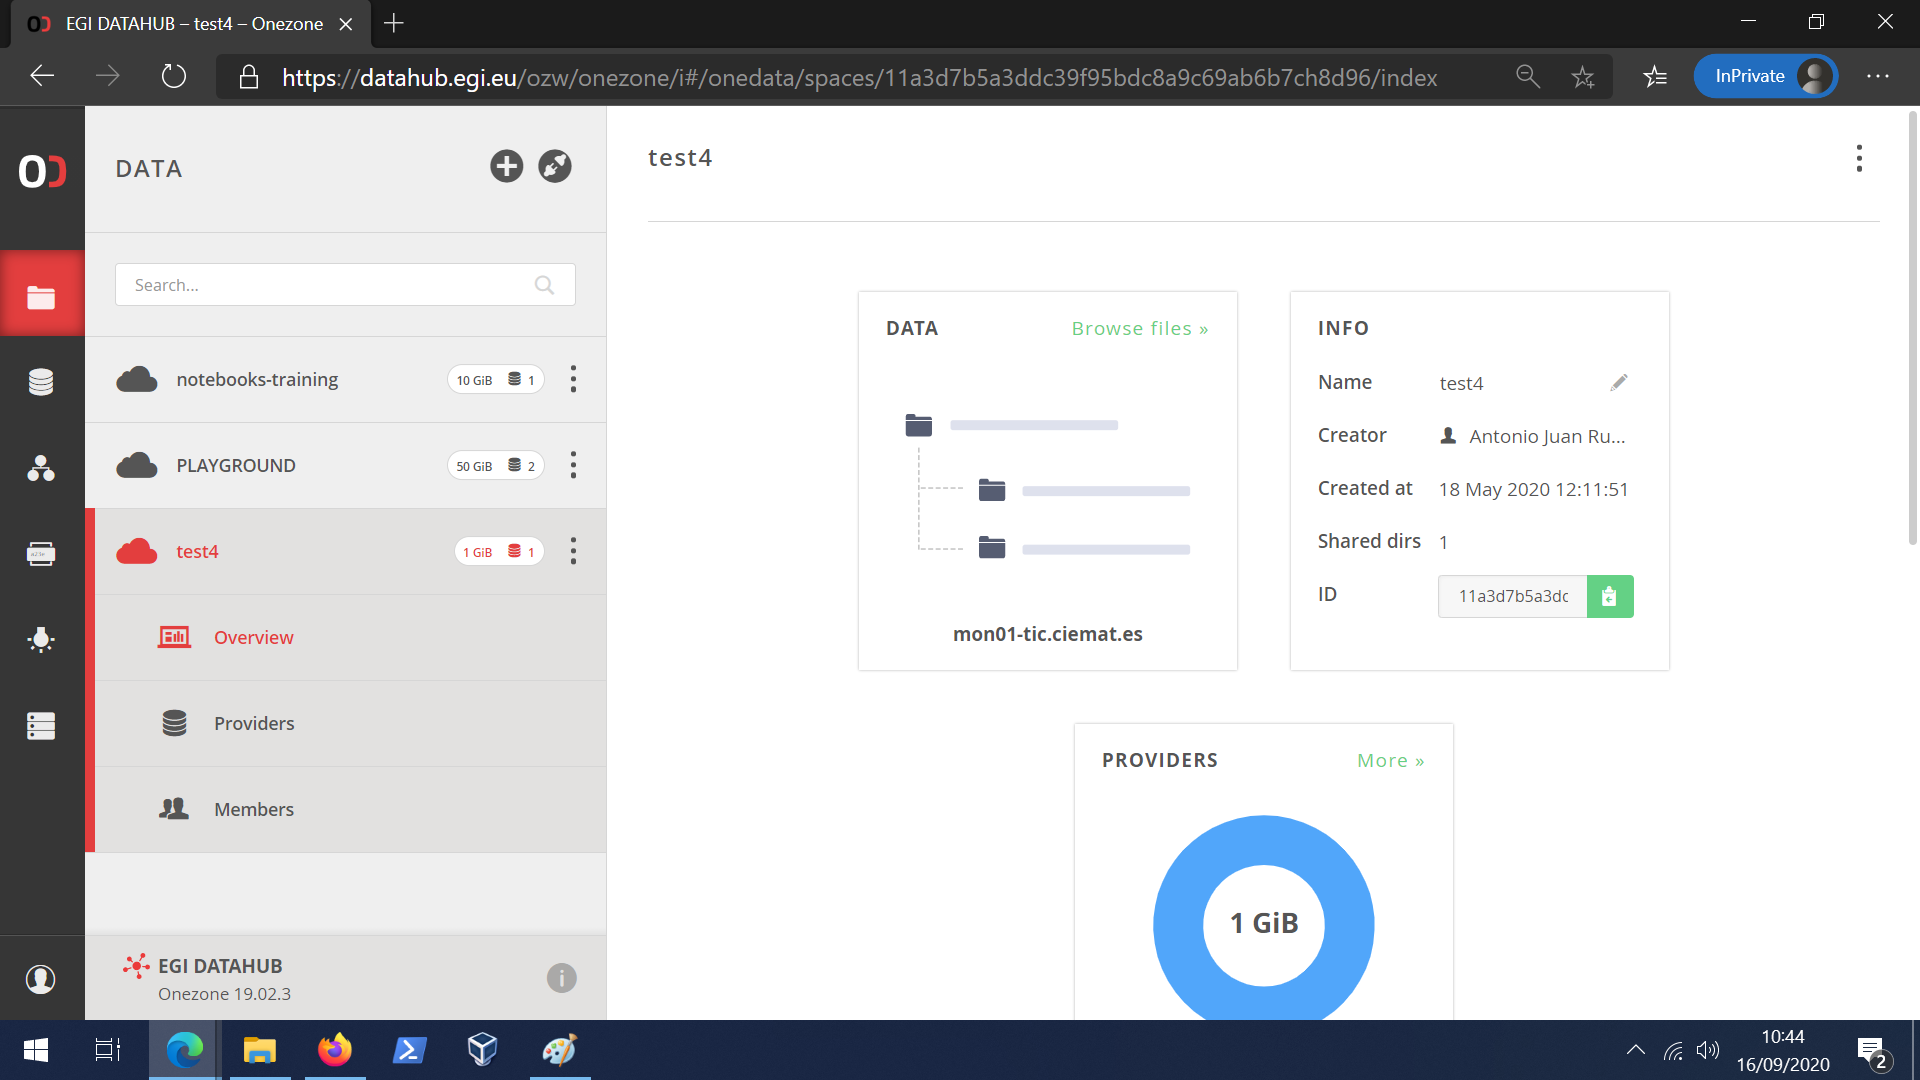 EGI DATAHUB – test4 – Onezone
https://datahub.egi.eu/ozw/onezone/i#/onedata/spaces/11a3d7b5a3ddc39f95bdc8a9c69ab6b7ch8d96/index
InPrivate
DATA
Search...
notebooks-training
10 GiB 1
PLAYGROUND
50 GiB 2
test4
1 GiB 1
Overview
Providers
Members
EGI DATAHUB
Onezone 19.02.3
test4
DATA
Browse files »
mon01-tic.ciemat.es
INFO
Name test4
Creator Antonio Juan Ru...
Created at 18 May 2020 12:11:51
Shared dirs 1
ID 11a3d7b5a3dc
PROVIDERS
More »
1 GiB
10:44
16/09/2020
2